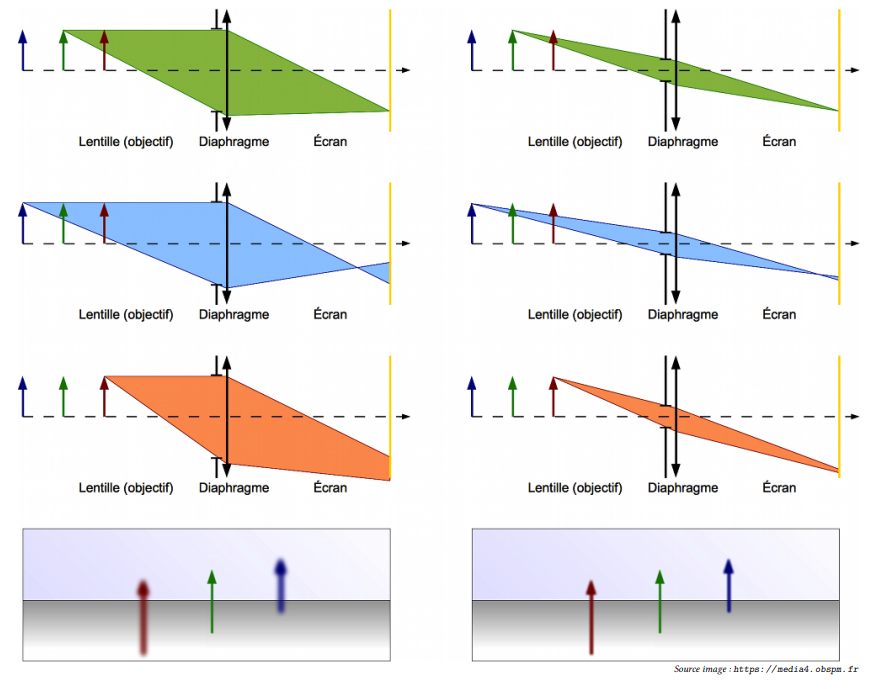 Lentille (objectif) Diaphragme Écran Lentille (objectif) Diaphragme Écran
Lentille (objectif) Diaphragme Écran Lentille (objectif) Diaphragme Écran
Lentille (objectif) Diaphragme Écran Lentille (objectif) Diaphragme Écran
Source image : https://media4.obspm.fr